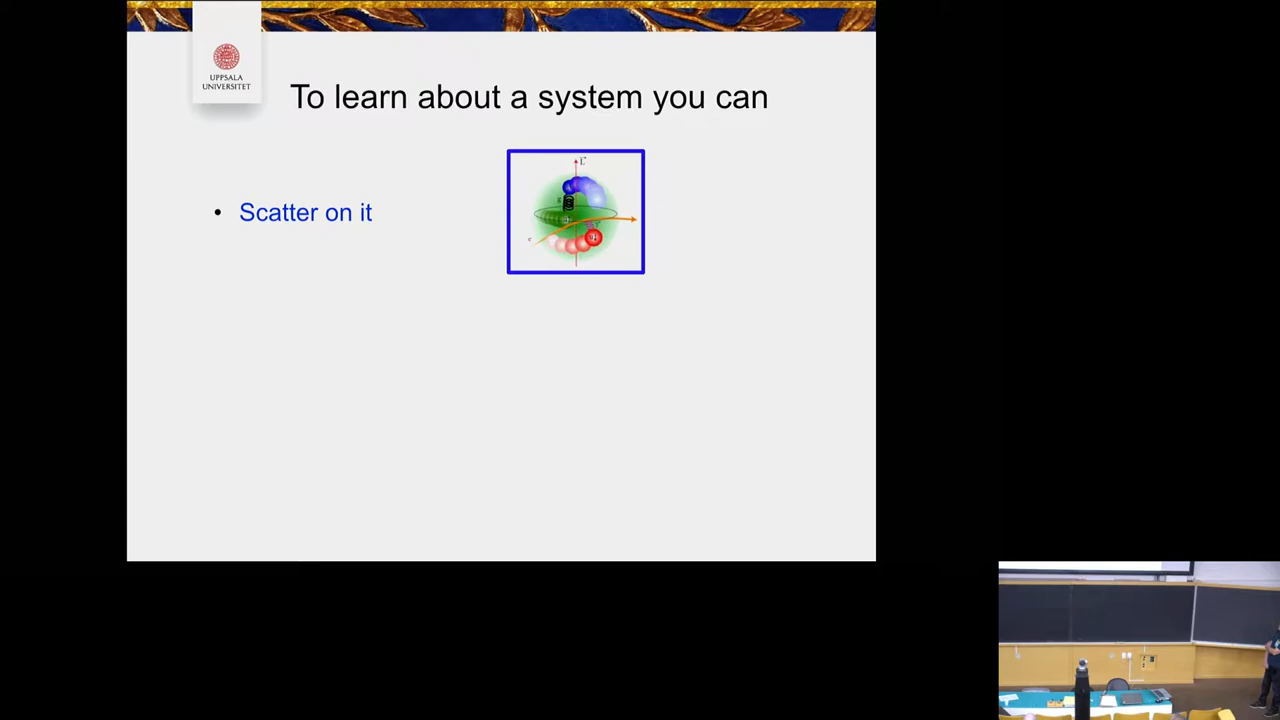 UPPSALA
UNIVERSITET
To learn about a system you can
• Scatter on it
L